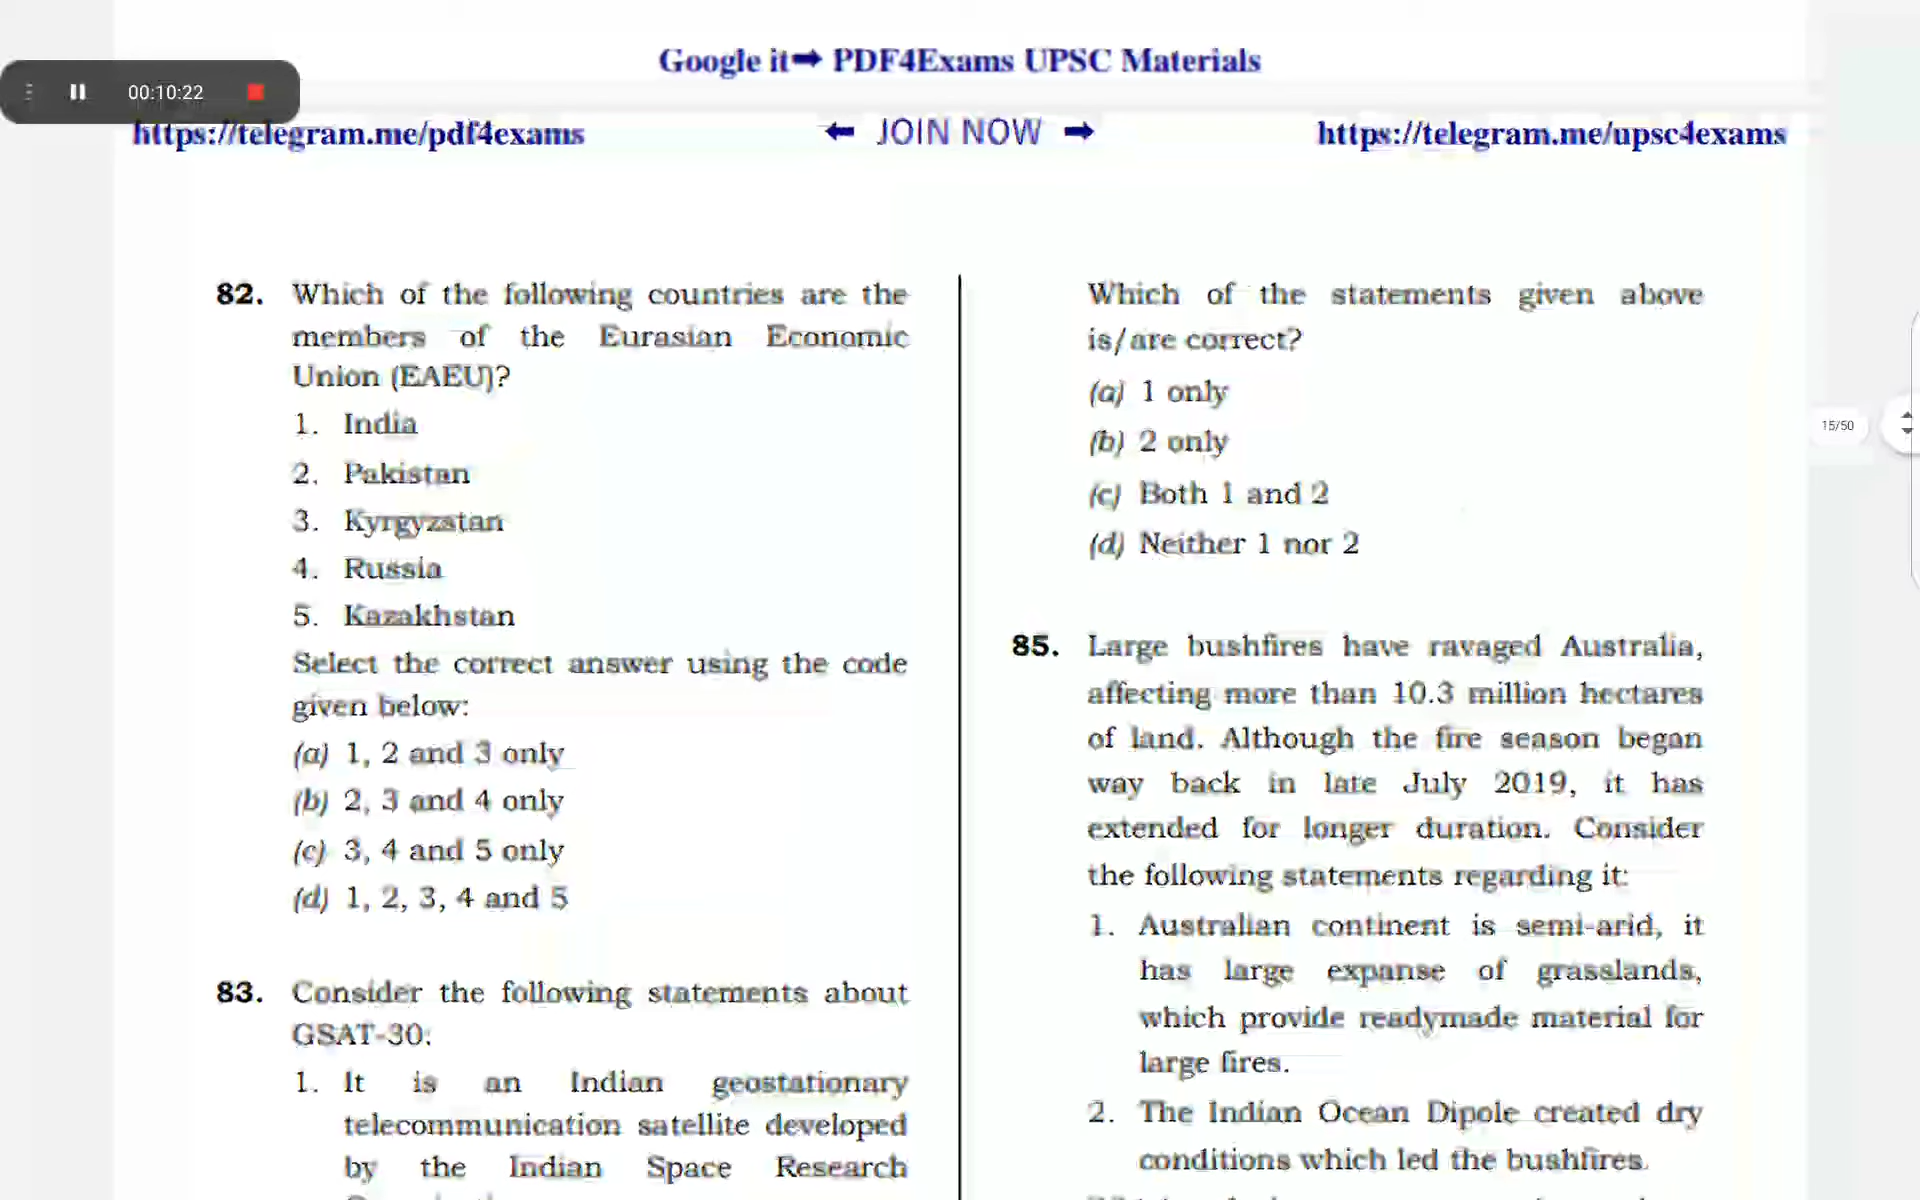 Google it➡ PDF4Exams UPSC Materials
00:10:22
https://telegram.me/pdf4exams
⬅ JOIN NOW ➡
https://telegram.me/upsc4exams
82. Which of the following countries are the
members of the Eurasian Economic
Union (EAEU)?
1. India
2. Pakistan
3. Kyrgyzstan
4. Russia
5. Kazakhstan
Select the correct answer using the code
given below:
(a) 1, 2 and 3 only
(b) 2, 3 and 4 only
(c) 3, 4 and 5 only
(d) 1, 2, 3, 4 and 5
83. Consider the following statements about
GSAT-30:
1. It is an Indian geostationary
telecommunication satellite developed
by the Indian Space Research
Which of the statements given above
is/are correct?
(a) 1 only
(b) 2 only
(c) Both 1 and 2
(d) Neither 1 nor 2
85. Large bushfires have ravaged Australia,
affecting more than 10.3 million hectares
of land. Although the fire season began
way back in late July 2019, it has
extended for longer duration. Consider
the following statements regarding it:
1. Australian continent is semi-arid, it
has large expanse of grasslands,
which provide readymade material for
large fires.
2. The Indian Ocean Dipole created dry
conditions which led the bushfires.
15/50